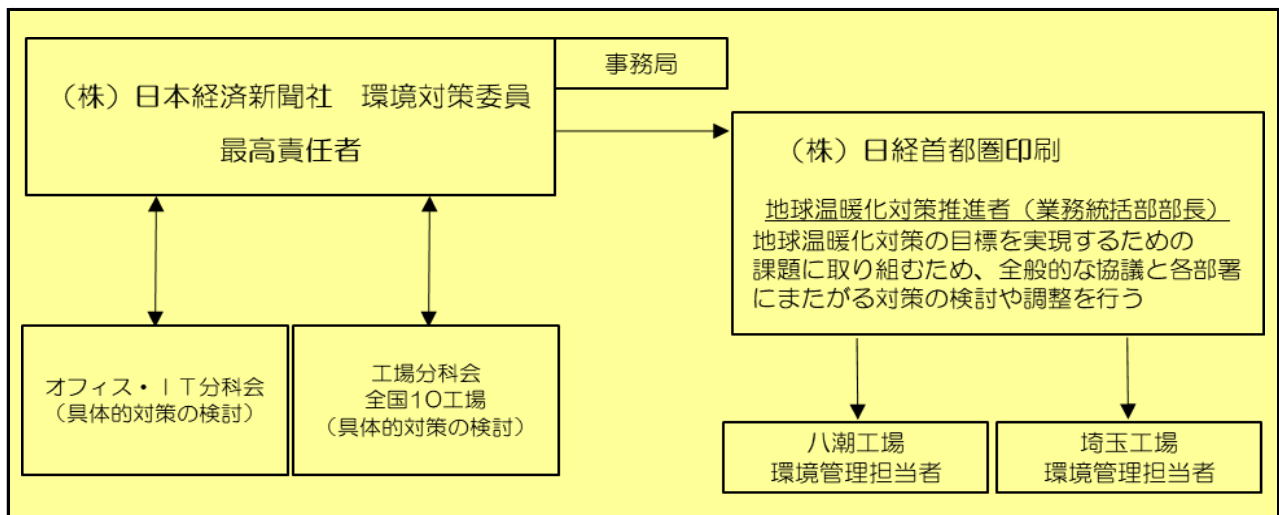 事務局
（株）日本経済新聞社　環境対策委員
最高責任者
（株）日経首都圏印刷
地球温暖化対策推進者（業務統括部部長）
地球温暖化対策の目標を実現するための
課題に取り組むため、全般的な協議と各部署
にまたがる対策の検討や調整を行う
オフィス・ＩＴ分科会
（具体的対策の検討）
工場分科会
全国10工場
（具体的対策の検討）
八潮工場
環境管理担当者
埼玉工場
環境管理担当者